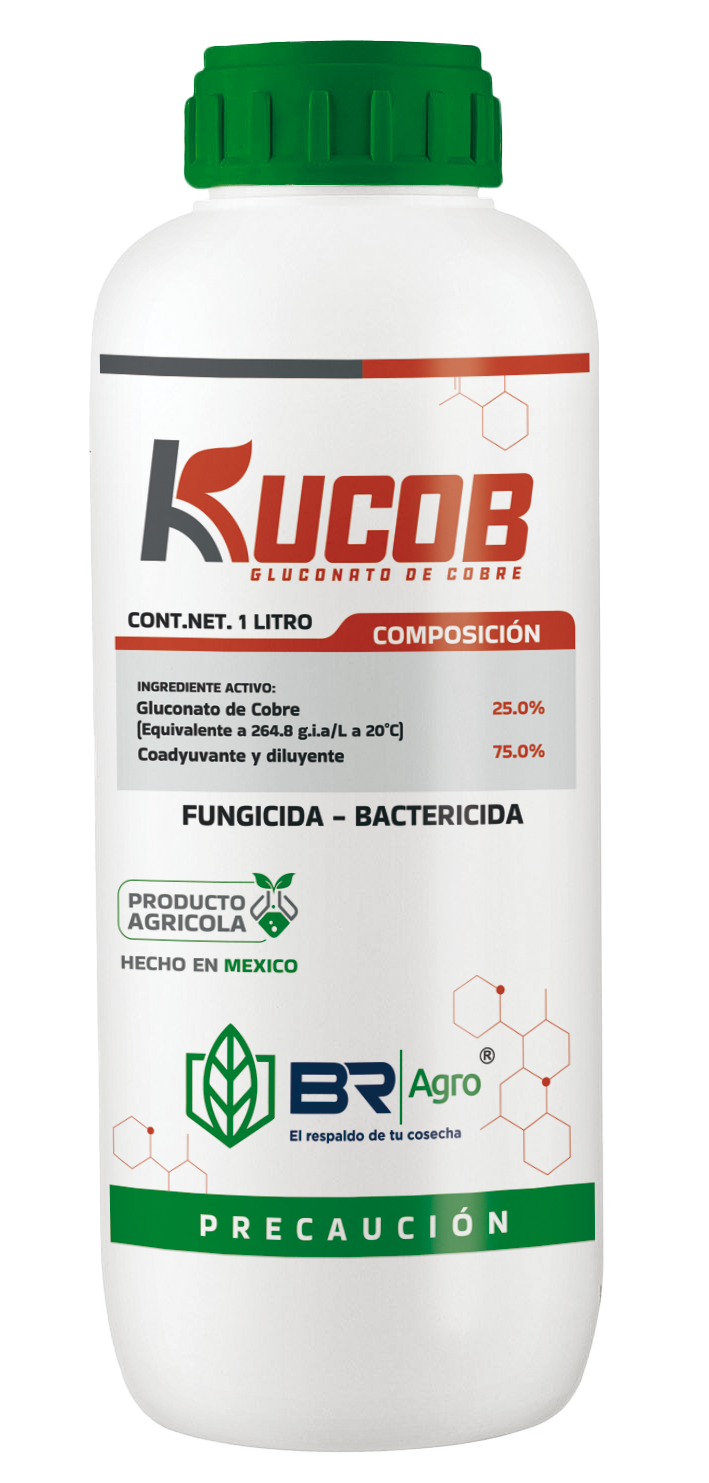 KUCOB
GLUCONATO DE COBRE
CONT.NET. 1 LITRO
COMPOSICIÓN
INGREDIENTE ACTIVO:
Gluconato de Cobre 25.0%
(Equivalente a 264.8 g.i.a/L a 20°C)
Coadyuvante y diluyente 75.0%
FUNGICIDA – BACTERICIDA
PRODUCTO
AGRICOLA
HECHO EN MEXICO
BR Agro ®
El respaldo de tu cosecha
PRECAUCIÓN